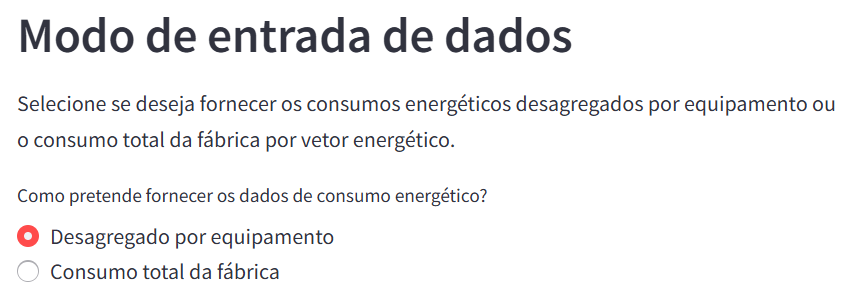 Modo de entrada de dados
Selecione se deseja fornecer os consumos energéticos desagregados por equipamento ou
o consumo total da fábrica por vetor energético.
Como pretende fornecer os dados de consumo energético?
Desagregado por equipamento
Consumo total da fábrica